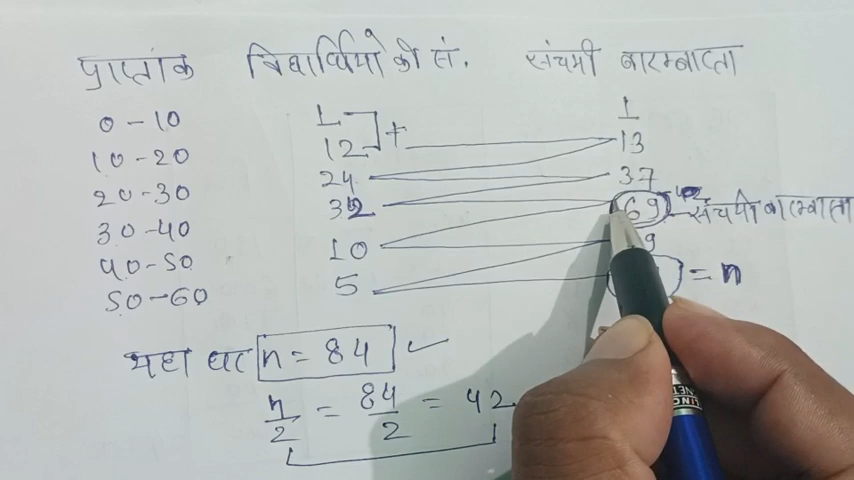 प्राप्तांक विद्यार्थियो की सं. संचयी बारम्बारता
0-10 1 1
10-20 12 + 13
20-30 24 37
30-40 32 69 संचयी बारम्बारता
40-50 10 9
50-60 5 = n
यहा पर n = 84 ✓
n/2 = 84/2 = 42